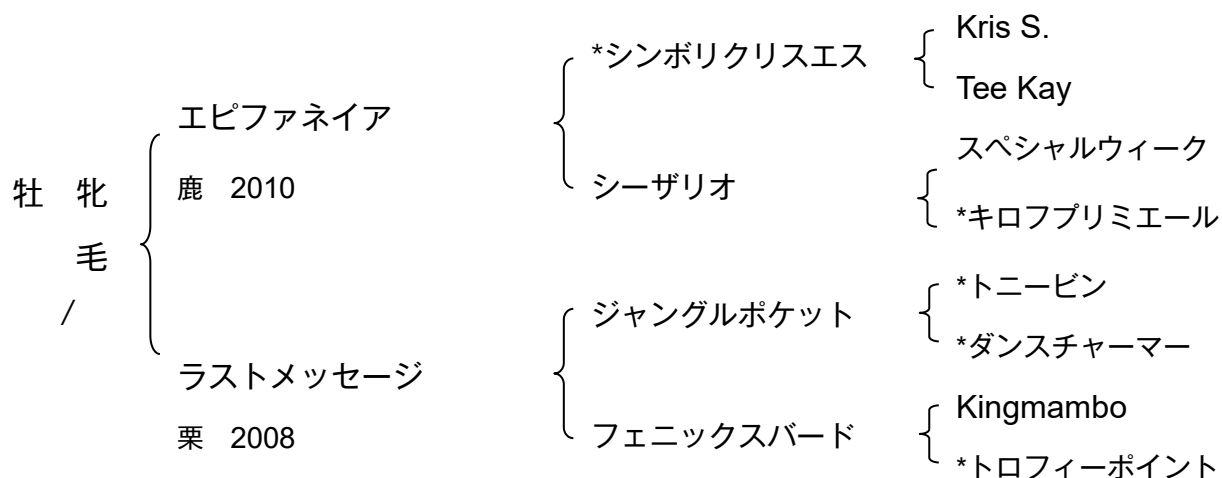 牡 牝
毛
/
エピファネイア
鹿 2010
ラストメッセージ
栗 2008
*シンボリクリスエス
シーザリオ
ジャングルポケット
フェニックスバード
Kris S.
Tee Kay
スペシャルウィーク
*キロフプリミエール
*トニービン
*ダンスチャーマー
Kingmambo
*トロフィーポイント